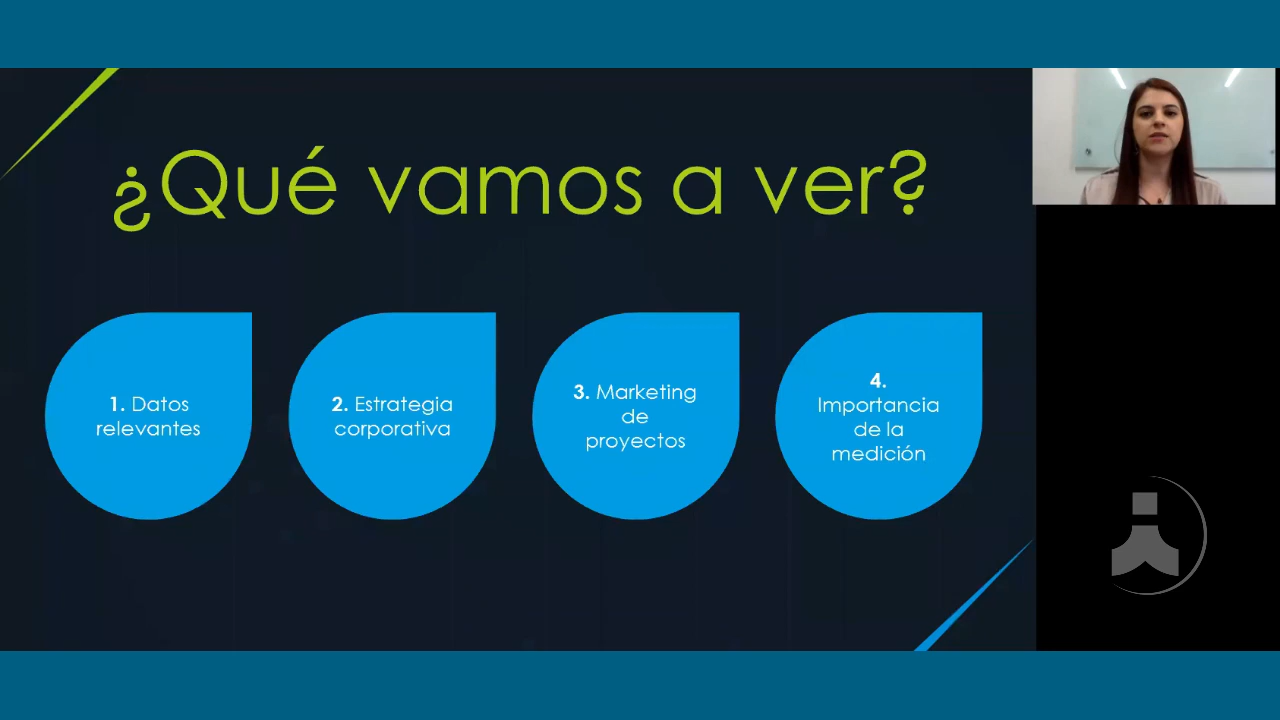 ¿Qué vamos a ver?
1. Datos
relevantes
2. Estrategia
corporativa
3. Marketing
de
proyectos
4.
Importancia
de la
medición